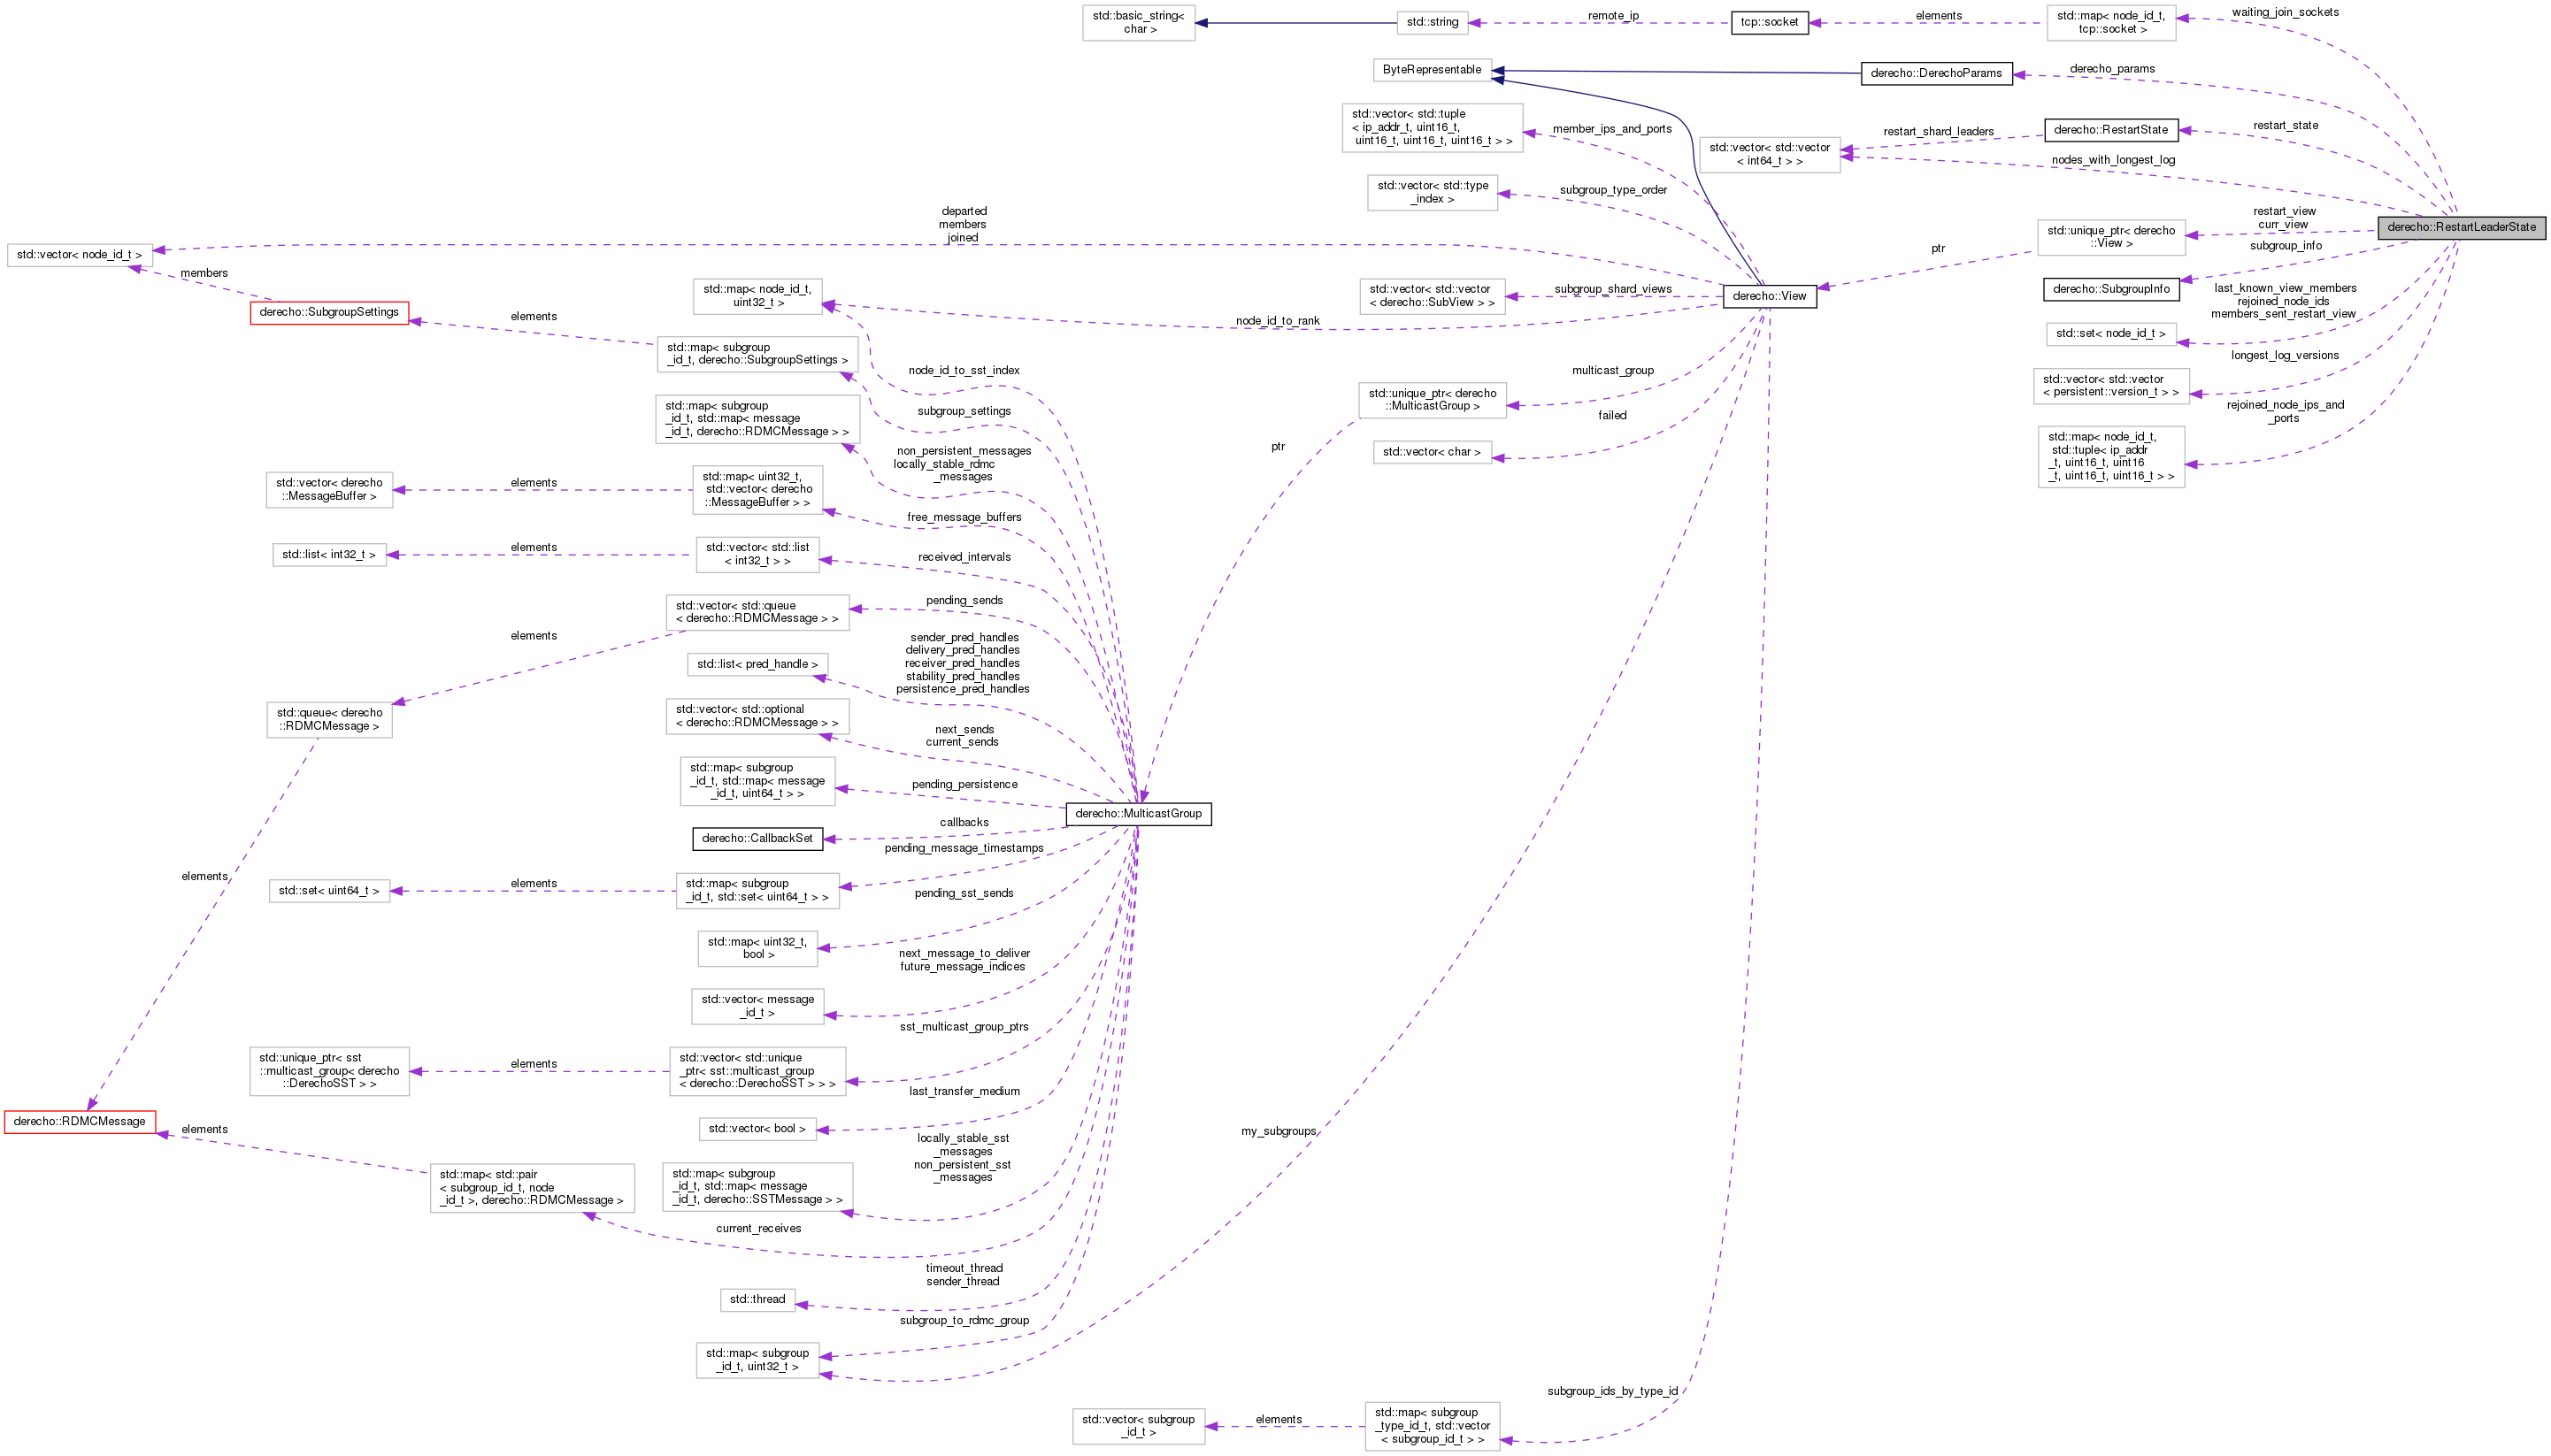 std::basic_string<
char >
std::string
remote_ip
tcp::socket
elements
std::map< node_id_t,
tcp::socket >
waiting_join_sockets
ByteRepresentable
derecho::DerechoParams
derecho_params
std::vector< std::tuple
< ip_addr_t, uint16_t,
uint16_t, uint16_t, uint16_t > >
member_ips_and_ports
std::vector< std::vector
< int64_t > >
restart_shard_leaders
derecho::RestartState
restart_state
nodes_with_longest_log
std::vector< std::type
_index >
subgroup_type_order
departed
members
joined
std::vector< node_id_t >
members
derecho::SubgroupSettings
elements
std::map< node_id_t,
uint32_t >
node_id_to_rank
std::vector< std::vector
< derecho::SubView > >
subgroup_shard_views
derecho::View
ptr
std::unique_ptr< derecho
::View >
restart_view
curr_view
derecho::RestartLeaderState
subgroup_info
derecho::SubgroupInfo
last_known_view_members
rejoined_node_ids
members_sent_restart_view
std::set< node_id_t >
longest_log_versions
std::vector< std::vector
< persistent::version_t > >
rejoined_node_ips_and
_ports
std::map< node_id_t,
std::tuple< ip_addr
_t, uint16_t, uint16
_t, uint16_t, uint16_t > >
std::map< subgroup
_id_t, derecho::SubgroupSettings >
node_id_to_sst_index
subgroup_settings
std::map< subgroup
_id_t, std::map< message
_id_t, derecho::RDMCMessage > >
non_persistent_messages
locally_stable_rdmc
_messages
std::unique_ptr< derecho
::MulticastGroup >
multicast_group
std::vector< char >
failed
ptr
std::vector< derecho
::MessageBuffer >
elements
std::map< uint32_t,
std::vector< derecho
::MessageBuffer > >
free_message_buffers
std::list< int32_t >
elements
std::vector< std::list
< int32_t > >
received_intervals
std::vector< std::queue
< derecho::RDMCMessage > >
pending_sends
elements
std::list< pred_handle >
sender_pred_handles
delivery_pred_handles
receiver_pred_handles
stability_pred_handles
persistence_pred_handles
std::queue< derecho
::RDMCMessage >
std::vector< std::optional
< derecho::RDMCMessage > >
next_sends
current_sends
std::map< subgroup
_id_t, std::map< message
_id_t, uint64_t > >
pending_persistence
derecho::MulticastGroup
derecho::CallbackSet
callbacks
pending_message_timestamps
elements
std::set< uint64_t >
elements
std::map< subgroup
_id_t, std::set< uint64_t > >
pending_sst_sends
std::map< uint32_t,
bool >
next_message_to_deliver
future_message_indices
std::vector< message
_id_t >
sst_multicast_group_ptrs
std::unique_ptr< sst
::multicast_group< derecho
::DerechoSST > >
elements
std::vector< std::unique
_ptr< sst::multicast_group
< derecho::DerechoSST > > >
last_transfer_medium
derecho::RDMCMessage
elements
std::vector< bool >
my_subgroups
locally_stable_sst
_messages
non_persistent_sst
_messages
std::map< std::pair
< subgroup_id_t, node
_id_t >, derecho::RDMCMessage >
std::map< subgroup
_id_t, std::map< message
_id_t, derecho::SSTMessage > >
current_receives
timeout_thread
sender_thread
std::thread
subgroup_to_rdmc_group
std::map< subgroup
_id_t, uint32_t >
subgroup_ids_by_type_id
std::vector< subgroup
_id_t >
elements
std::map< subgroup
_type_id_t, std::vector
< subgroup_id_t > >